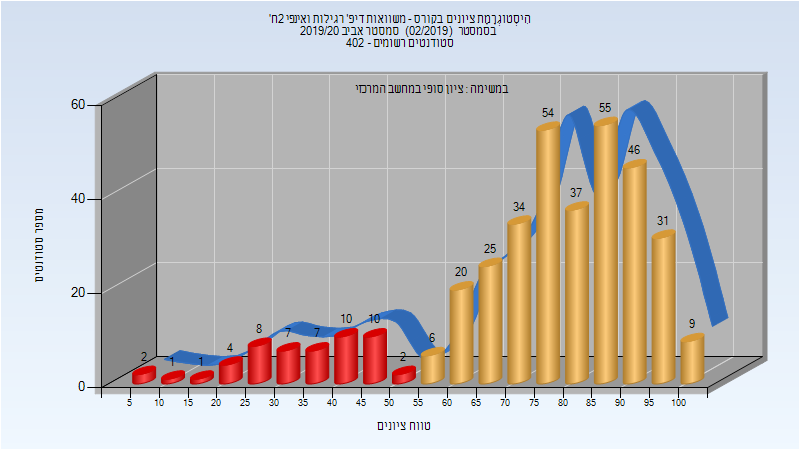 היסטוגרמת ציונים בקורס - משוואות דיפ' רגילות ואינפי 2ח'
בסמסטר (02/2019) סמסטר אביב 2019/20
סטודנטים רשומים - 402
במשימה : ציון סופי במחשב המרכזי
מספר סטודנטים
60
40
20
0
2 1 1 4 8 7 7 10 10 2 6 20 25 34 54 37 55 46 31 9
5 10 15 20 25 30 35 40 45 50 55 60 65 70 75 80 85 90 95 100
טווח ציונים